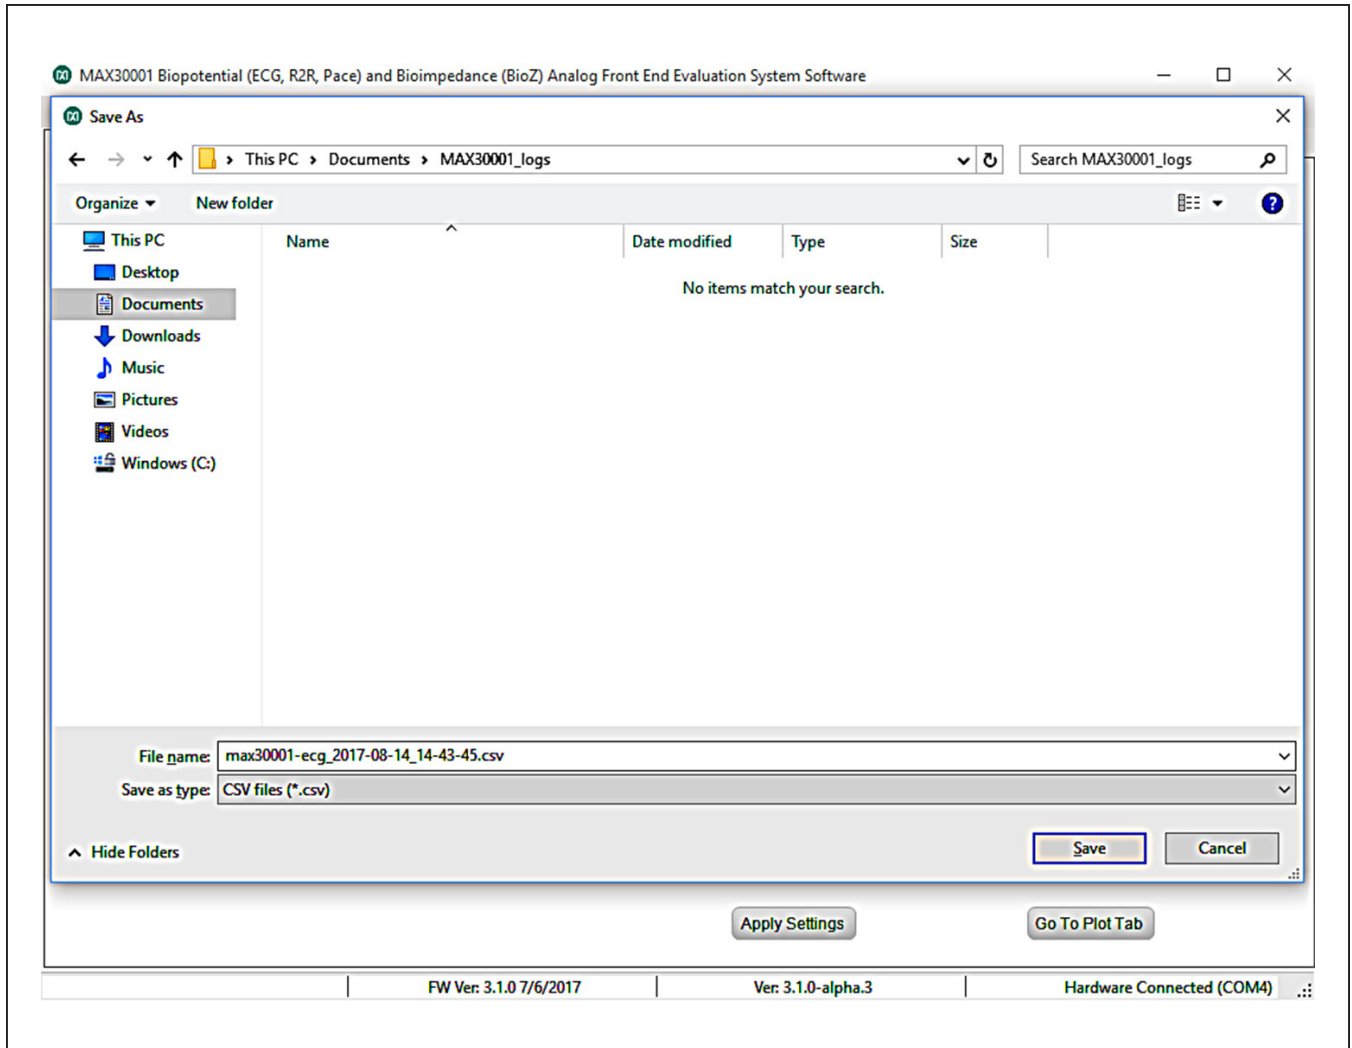 MAX30001 Biopotential (ECG, R2R, Pace) and Bioimpedance (BioZ) Analog Front End Evaluation System Software
Save As
This PC > Documents > MAX30001_logs
Search MAX30001_logs
Organize
New folder
Name
Date modified
Type
Size
No items match your search.
This PC
Desktop
Documents
Downloads
Music
Pictures
Videos
Windows (C:)
File name: max30001-ecg_2017-08-14_14-43-45.csv
Save as type: CSV files (*.csv)
Hide Folders
Save
Cancel
Apply Settings
Go To Plot Tab
FW Ver: 3.1.0 7/6/2017
Ver: 3.1.0-alpha.3
Hardware Connected (COM4)